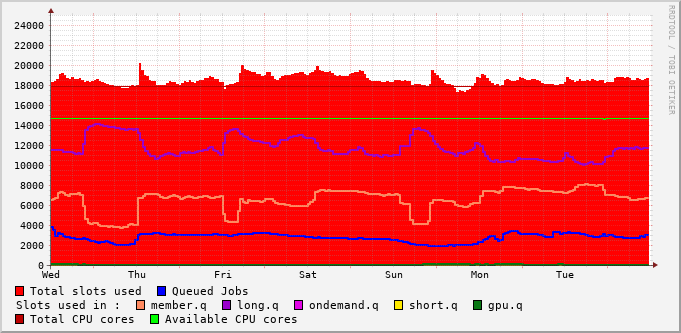 RRDTOOL / TOBI OETIKER
24000
22000
20000
18000
16000
14000
12000
10000
8000
6000
4000
2000
0
Wed Thu Fri Sat Sun Mon Tue
Total slots used Queued Jobs
Slots used in : member.q long.q ondemand.q short.q gpu.q
Total CPU cores Available CPU cores